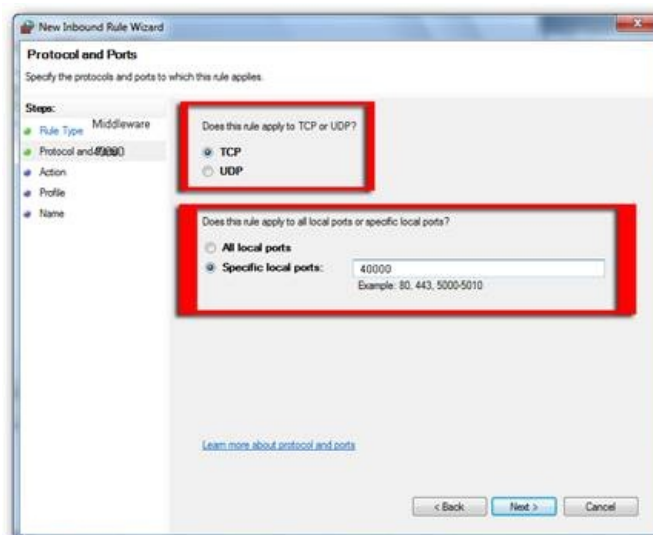 New Inbound Rule Wizard
Protocol and Ports
Specify the protocols and ports to which this rule applies.
Steps:
Rule Type
Middleware
Protocol and
40000
Action
Profile
Name
Does this rule apply to TCP or UDP?
TCP
UDP
Does this rule apply to all local ports or specific local ports?
All local ports
Specific local ports:
40000
Example: 80, 443, 5000-5010
Learn more about protocol and ports
< Back
Next >
Cancel